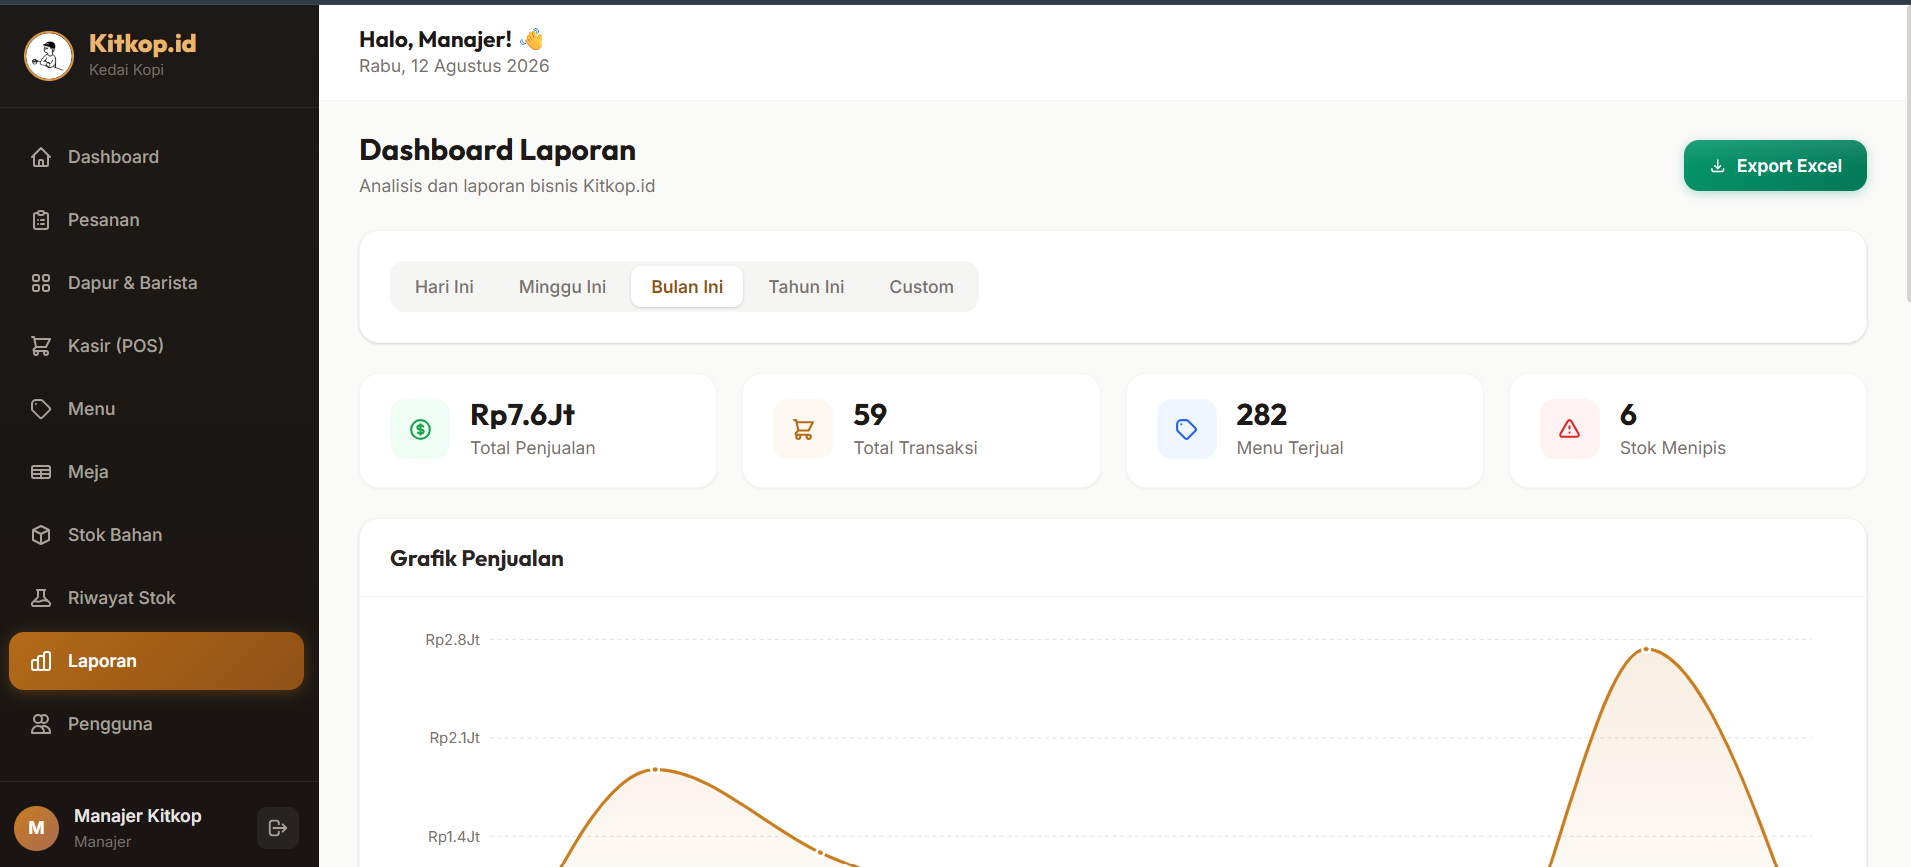 Kitkop.id
Kedai Kopi
Dashboard
Pesanan
Dapur & Barista
Kasir (POS)
Menu
Meja
Stok Bahan
Riwayat Stok
Laporan
Pengguna
M
Manajer Kitkop
Manajer
Halo, Manajer! 👋
Rabu, 12 Agustus 2026
Dashboard Laporan
Analisis dan laporan bisnis Kitkop.id
Export Excel
Hari Ini Minggu Ini Bulan Ini Tahun Ini Custom
Rp7.6Jt
Total Penjualan
59
Total Transaksi
282
Menu Terjual
6
Stok Menipis
Grafik Penjualan
Rp2.8Jt
Rp2.1Jt
Rp1.4Jt